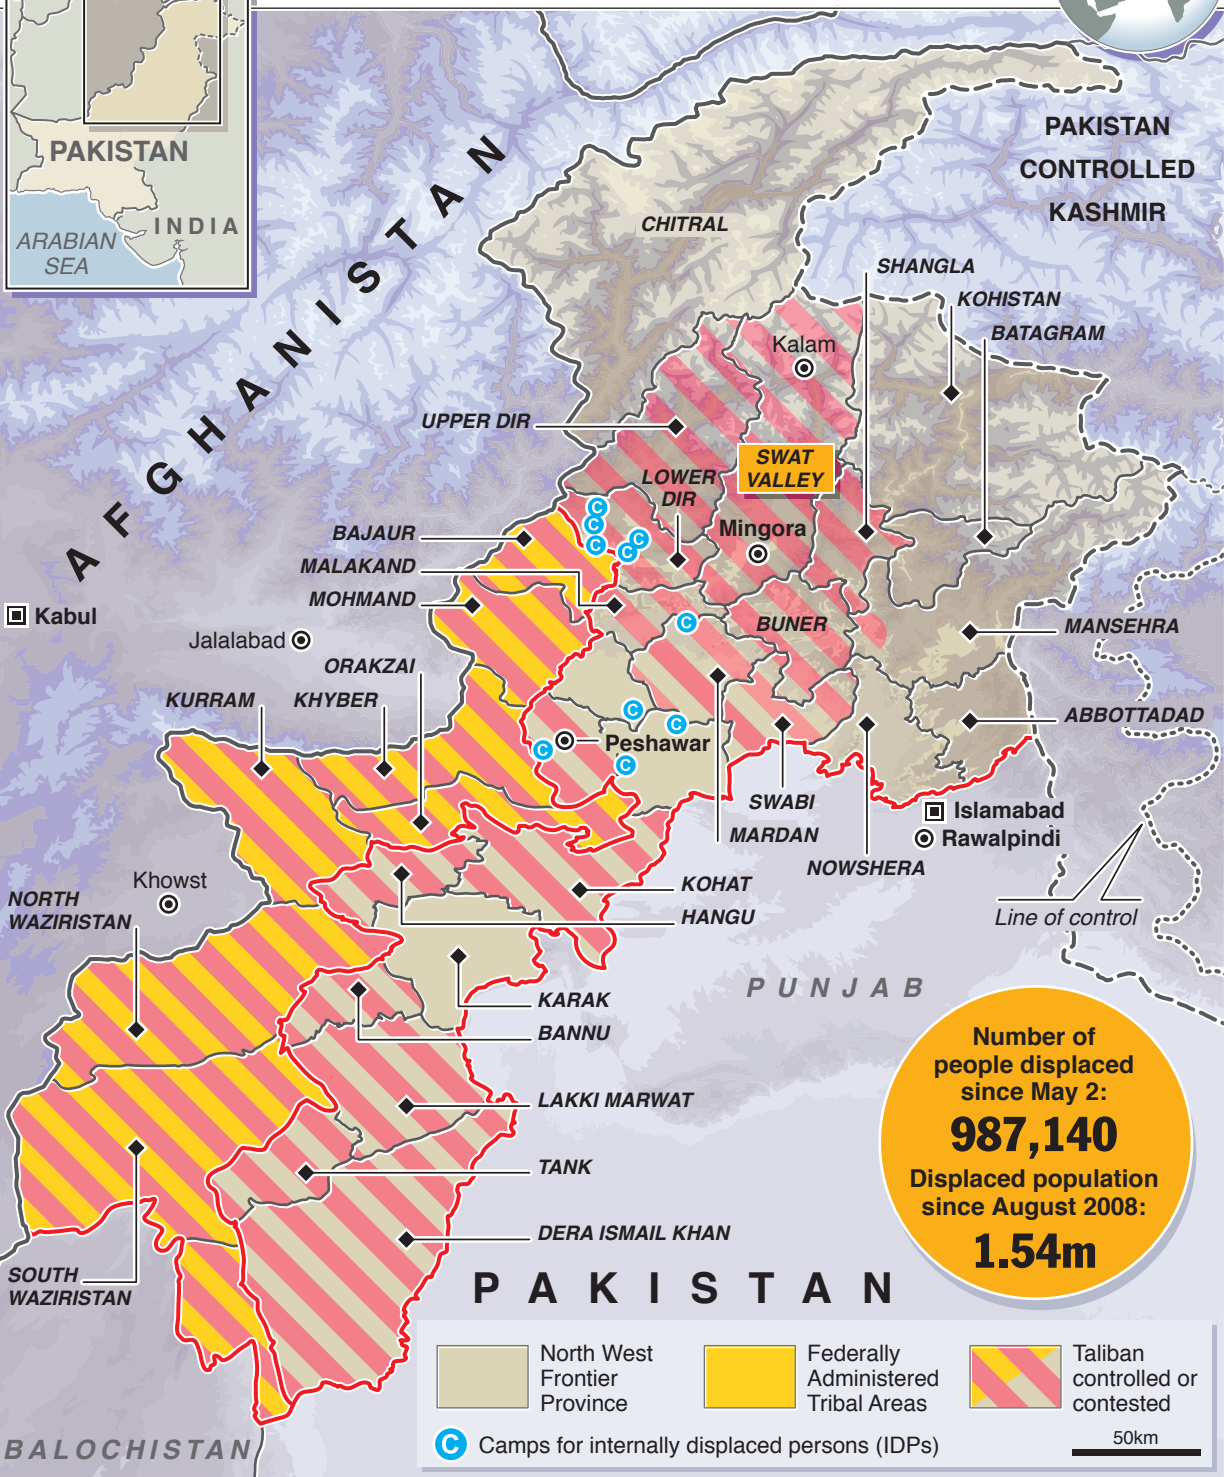 PAKISTAN
INDIA
ARABIAN
SEA
AFGHANISTAN
PAKISTAN
CONTROLLED
KASHMIR
CHITRAL
SHANGLA
KOHISTAN
BATAGRAM
Kalam
UPPER DIR
SWAT
VALLEY
LOWER
DIR
C
C
C
C
C
Mingora
BAJAUR
MALAKAND
MOHMAND
Kabul
Jalalabad
C
BUNER
MANSEHRA
ORAKZAI
KURRAM
KHYBER
C
C
ABBOTTADAD
C
Peshawar
C
SWABI
MARDAN
Islamabad
Rawalpindi
NOWSHERA
Khowst
NORTH
WAZIRISTAN
KOHAT
HANGU
Line of control
PUNJAB
KARAK
BANNU
LAKKI MARWAT
TANK
DERA ISMAIL KHAN
Number of
people displaced
since May 2:
987,140
Displaced population
since August 2008:
1.54m
SOUTH
WAZIRISTAN
PAKISTAN
North West
Frontier
Province
Federally
Administered
Tribal Areas
Taliban
controlled or
contested
C Camps for internally displaced persons (IDPs)
50km
BALOCHISTAN